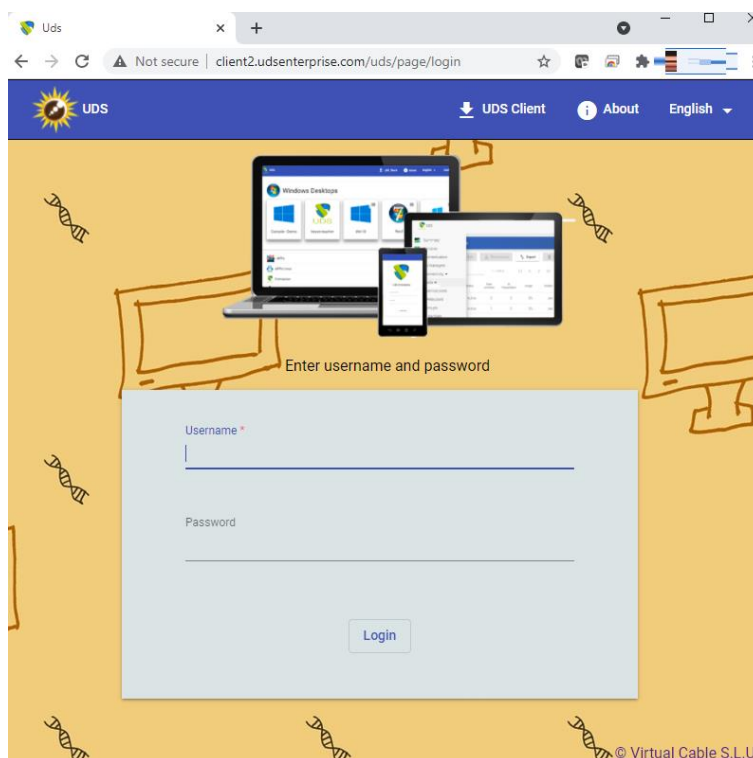 Uds
Not secure | client2.udsenterprise.com/uds/page/login
UDS
UDS Client
About
English
Windows Desktops
Enter username and password
Username *
Password
Login
© Virtual Cable S.L.U